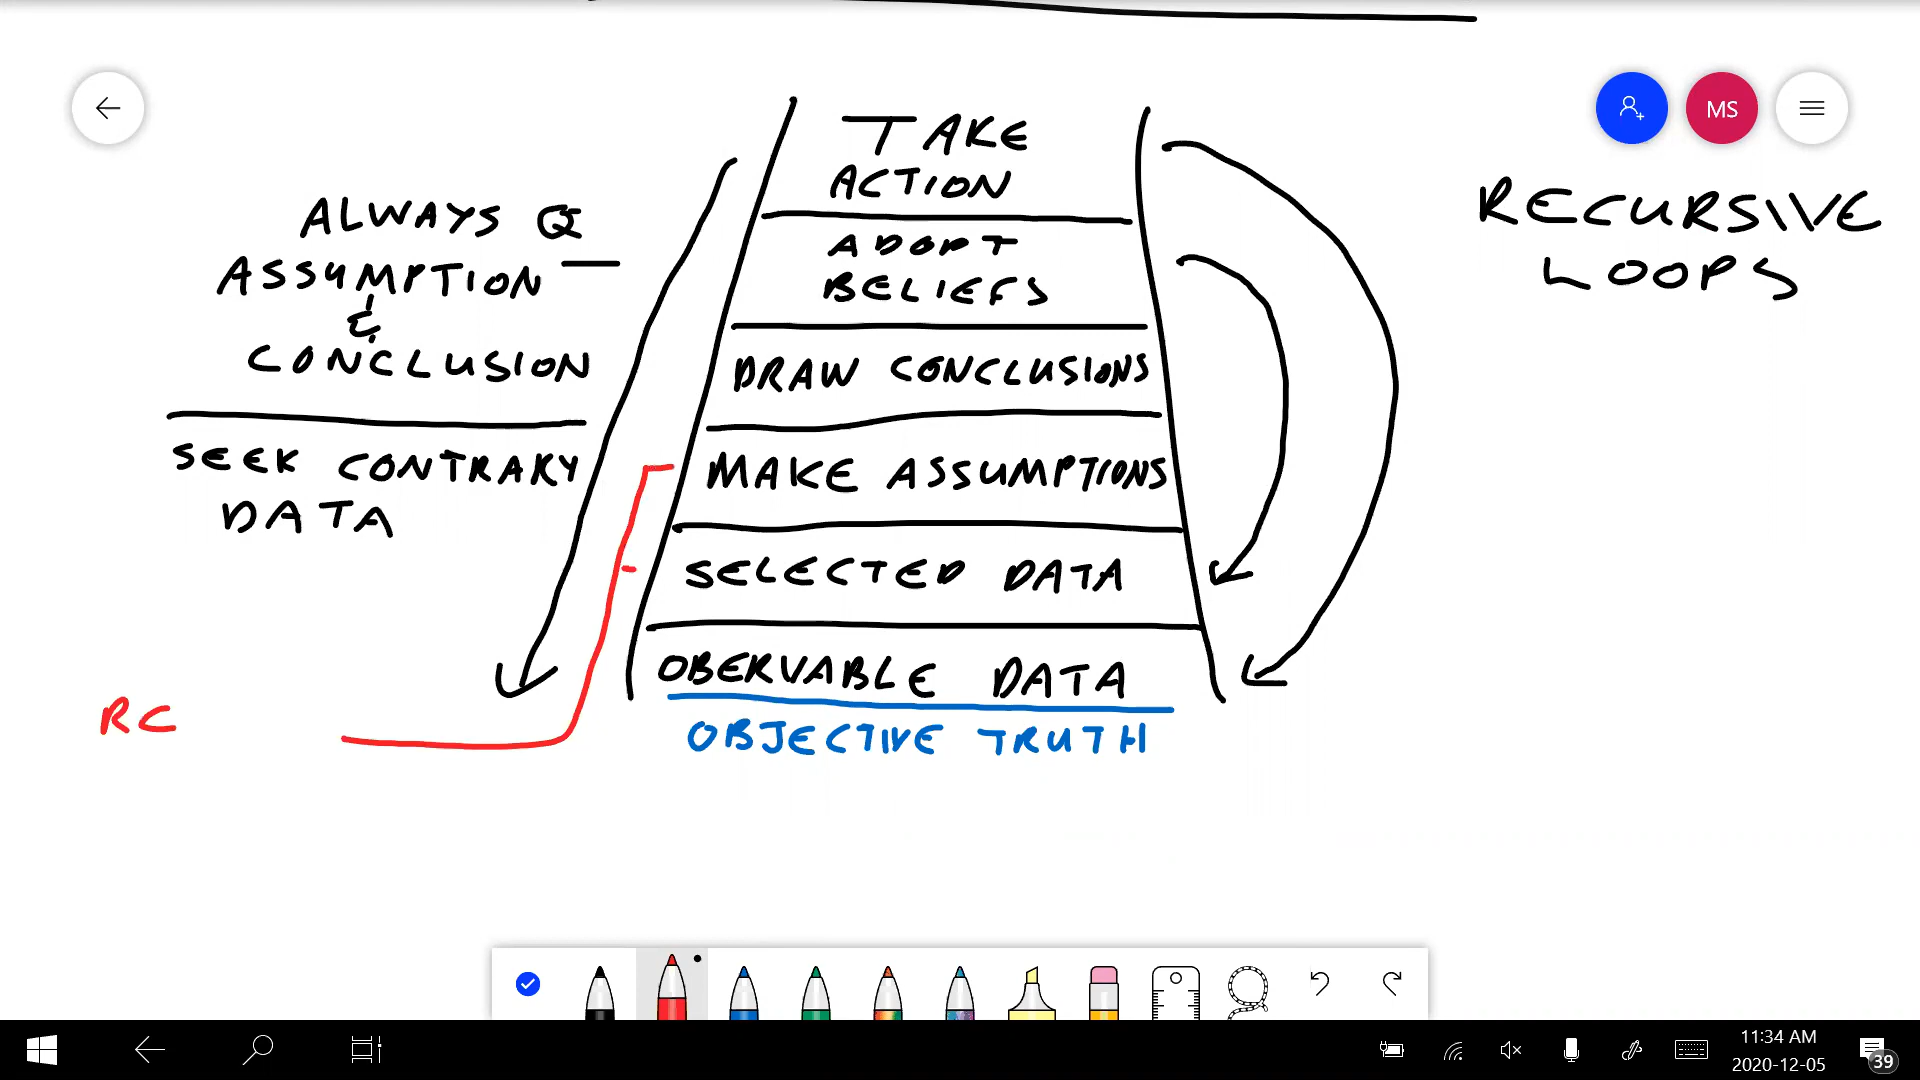 MS
TAKE
ACTION
ADOPT
BELIEFS
DRAW CONCLUSIONS
MAKE ASSUMPTIONS
SELECTED DATA
OBERVABLE DATA
OBJECTIVE TRUTH
ALWAYS Q
ASSUMPTION
&
CONCLUSION
SEEK CONTRARY
DATA
RC
RECURSIVE
LOOPS
11:34 AM
2020-12-05
39